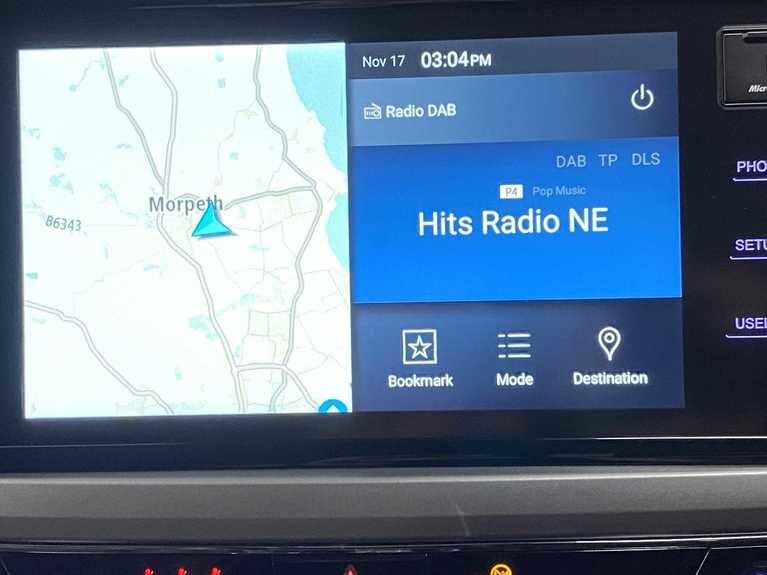 Nov 17 03:04PM
Radio DAB
DAB TP DLS
P4 Pop Music
Hits Radio NE
Bookmark Mode Destination
Morpeth
B6343
Micr
PHO
SETU
USE